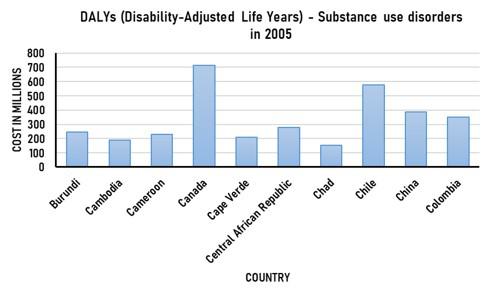 DALYs (Disability-Adjusted Life Years) - Substance use disorders
in 2005
COST IN MILLIONS
800
700
600
500
400
300
200
100
0
Burundi
Cambodia
Cameroon
Canada
Cape Verde
Central African Republic
Chad
Chile
China
Colombia
COUNTRY